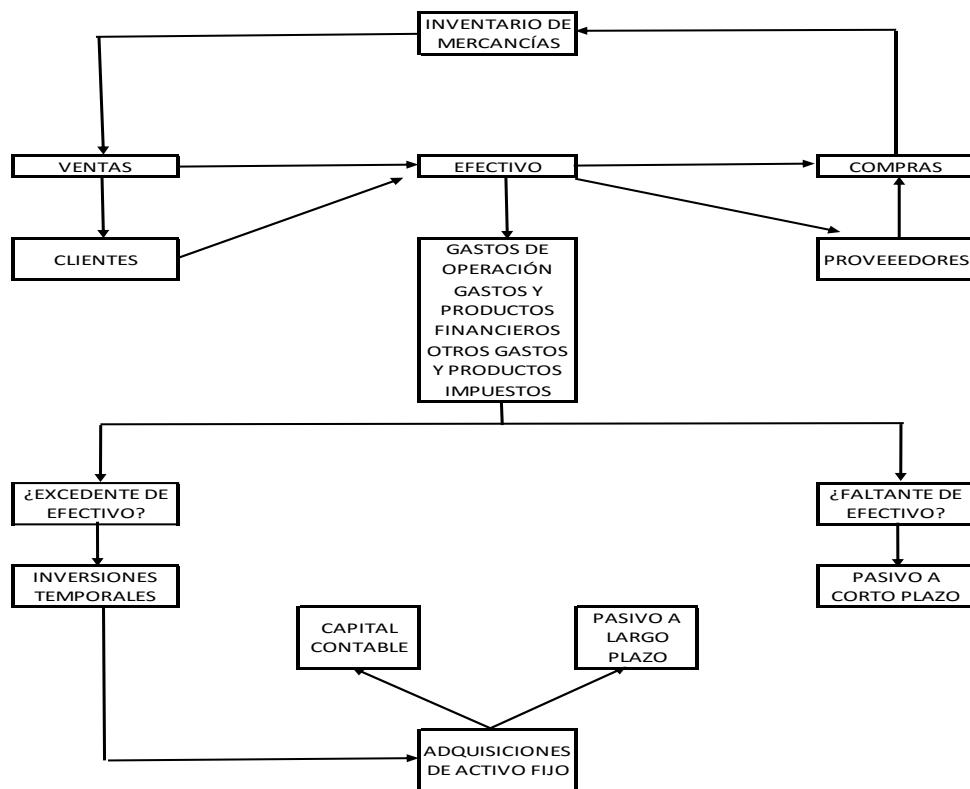 INVENTARIO DE
MERCANCÍAS
VENTAS
EFECTIVO
COMPRAS
CLIENTES
GASTOS DE
OPERACIÓN
GASTOS Y
PRODUCTOS
FINANCIEROS
OTROS GASTOS
Y PRODUCTOS
IMPUESTOS
PROVEEEDORES
¿EXCEDENTE DE
EFECTIVO?
¿FALTANTE DE
EFECTIVO?
INVERSIONES
TEMPORALES
PASIVO A
CORTO PLAZO
CAPITAL
CONTABLE
PASIVO A
LARGO
PLAZO
ADQUISICIONES
DE ACTIVO FIJO